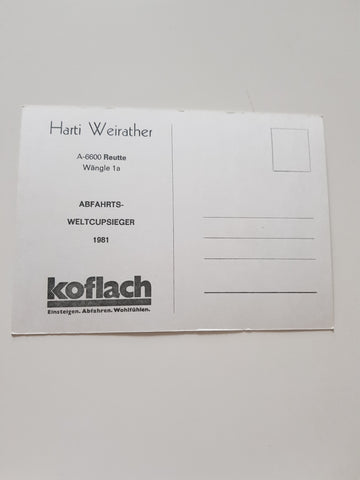 Harti Weirather
A-6600 Reutte
Wängle 1a
ABFAHRTS-
WELTCUPSIEGER
1981
koflach
Einsteigen. Abfahren. Wohlfühlen.